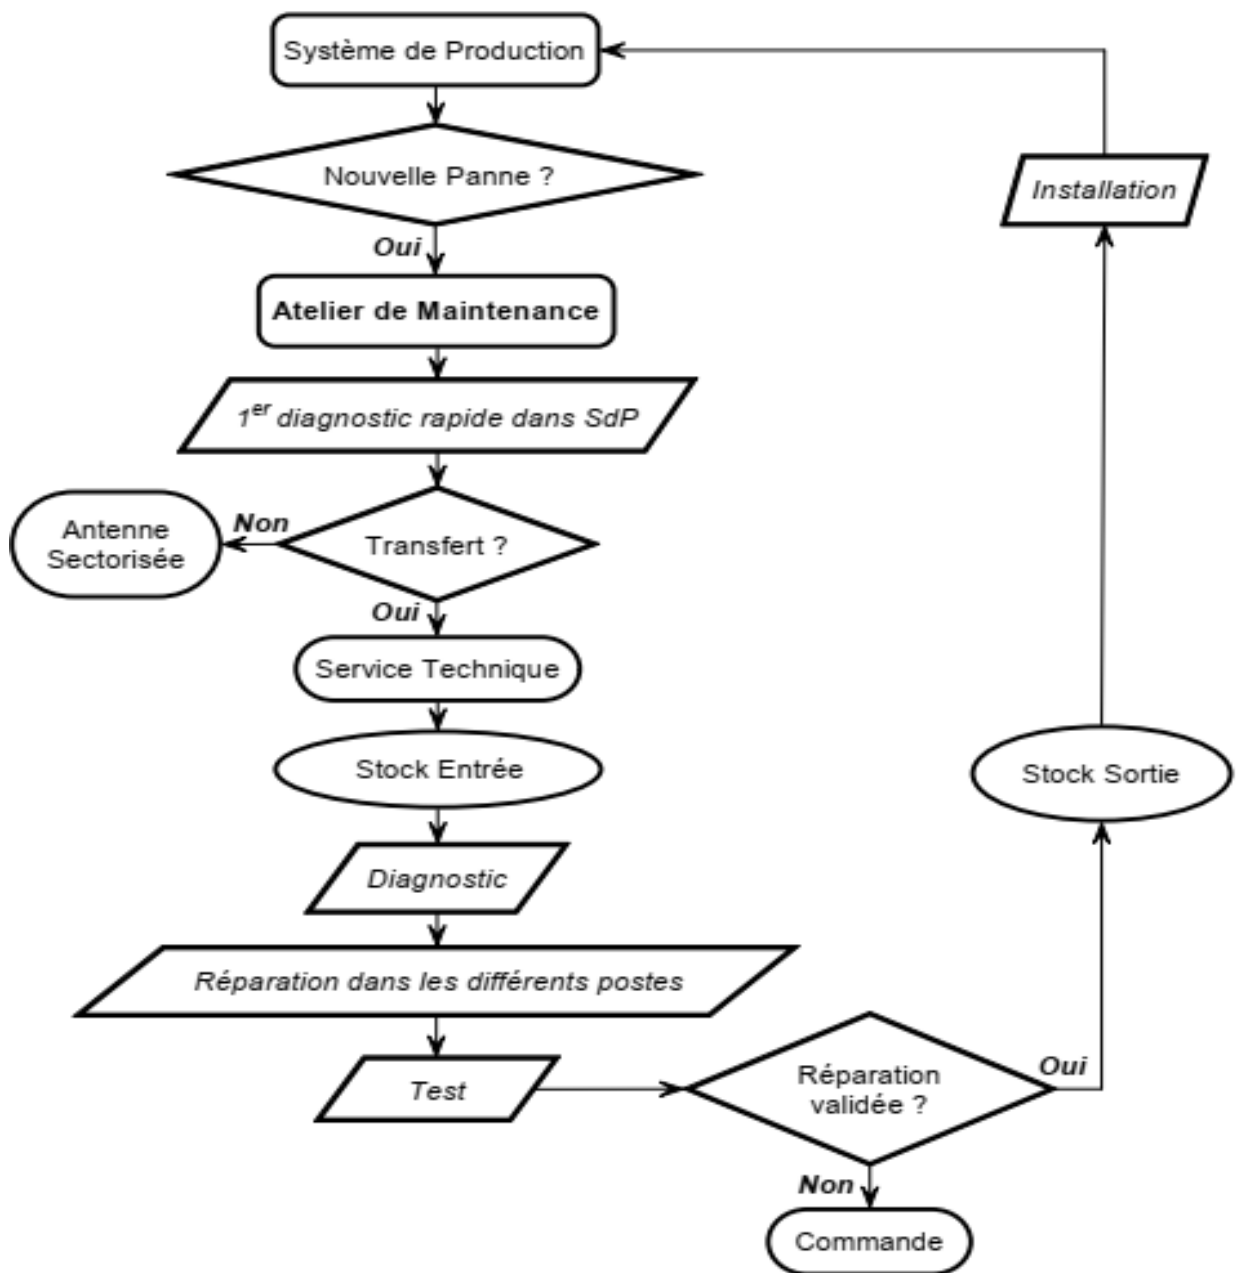 Système de Production
Nouvelle Panne ?
Installation
Oui
Atelier de Maintenance
1er diagnostic rapide dans SdP
Antenne
Sectorisée
Non
Transfert ?
Oui
Service Technique
Stock Entrée
Stock Sortie
Diagnostic
Réparation dans les différents postes
Test
Réparation
validée ?
Oui
Non
Commande